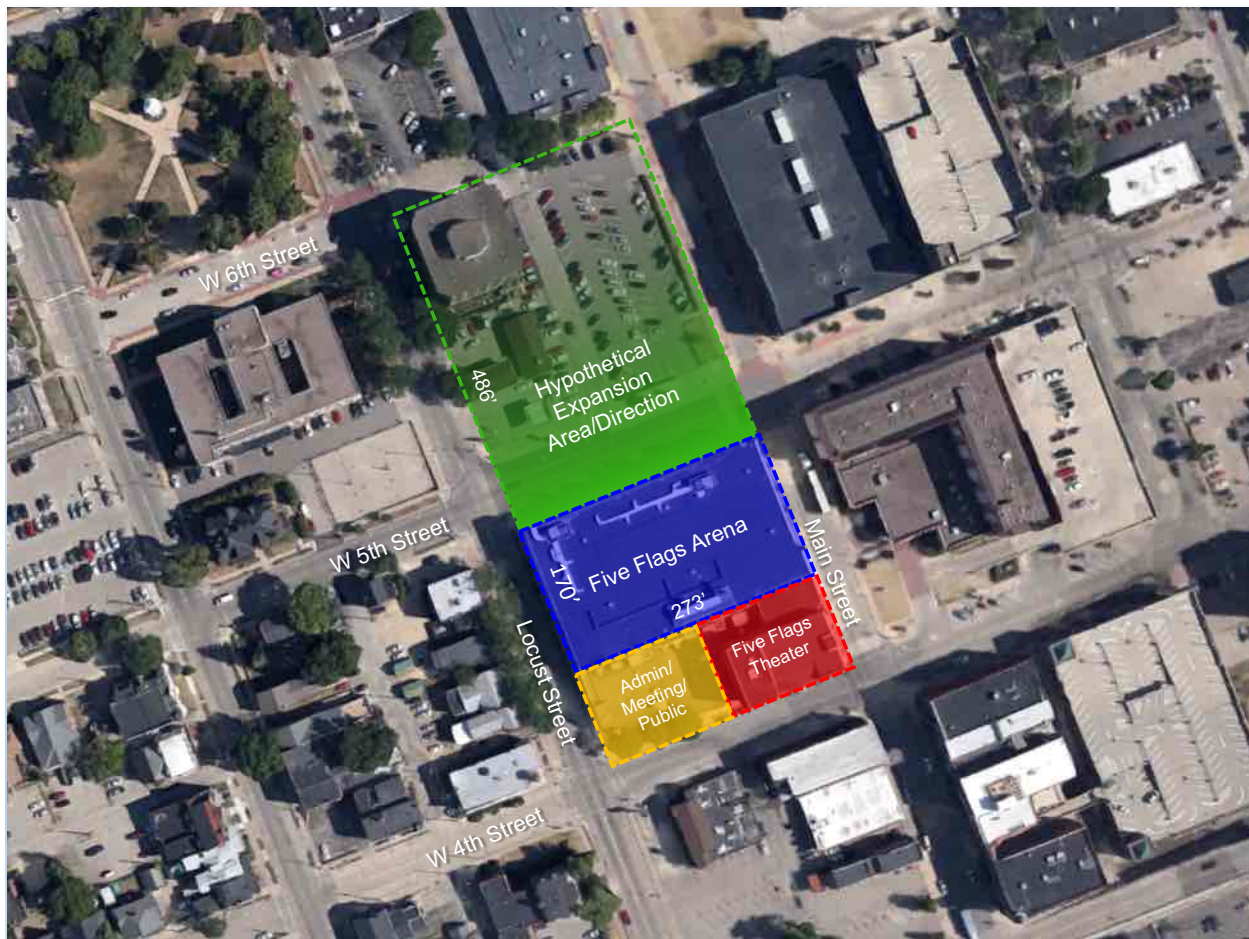 W 6th Street
486'
Hypothetical
Expansion
Area/Direction
W 5th Street
170'
Five Flags Arena
273'
Main Street
Locust Street
Admin/
Meeting/
Public
Five Flags
Theater
W 4th Street